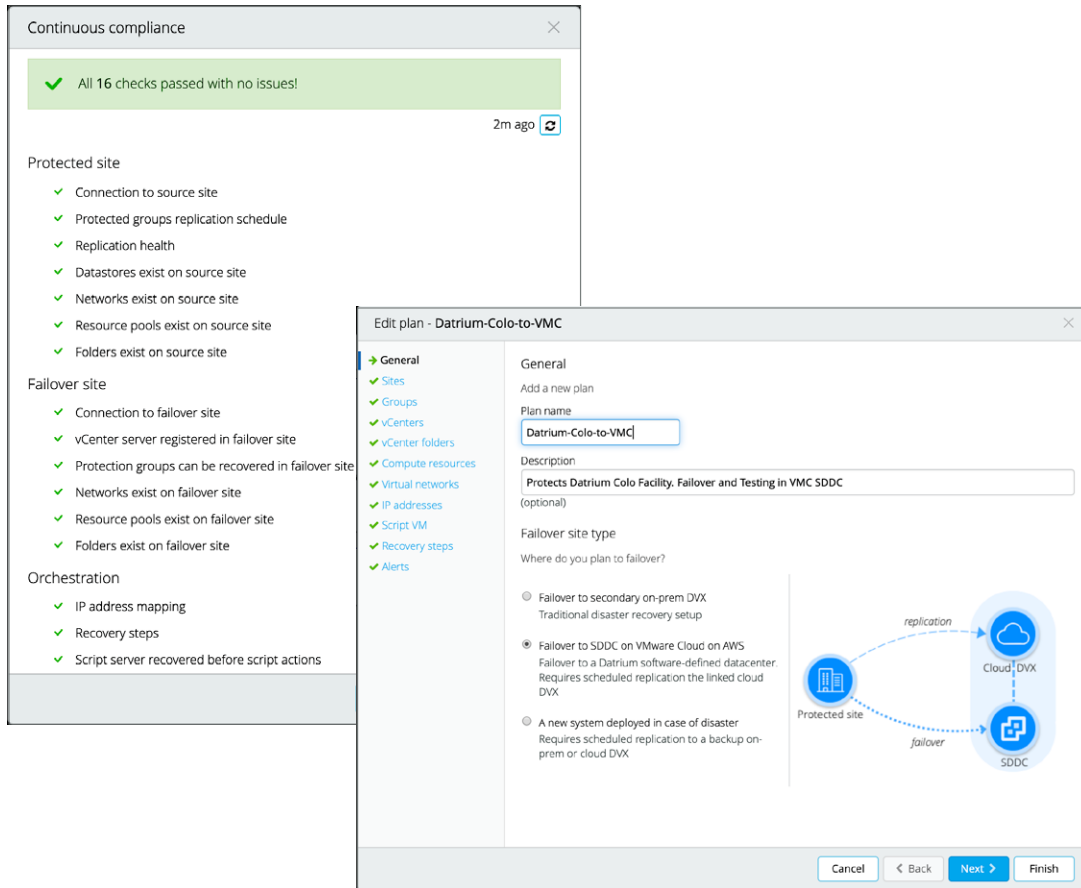 Continuous compliance
All 16 checks passed with no issues!
2m ago
Protected site
Connection to source site
Protected groups replication schedule
Replication health
Datastores exist on source site
Networks exist on source site
Resource pools exist on source site
Folders exist on source site
Failover site
Connection to failover site
vCenter server registered in failover site
Protection groups can be recovered in failover site
Networks exist on failover site
Resource pools exist on failover site
Folders exist on failover site
Orchestration
IP address mapping
Recovery steps
Script server recovered before script actions
Edit plan - Datrium-Colo-to-VMC
General
Sites
Groups
vCenters
vCenter folders
Compute resources
Virtual networks
IP addresses
Script VM
Recovery steps
Alerts
General
Add a new plan
Plan name
Datrium-Colo-to-VMC
Description
Protects Datrium Colo Facility. Failover and Testing in VMC SDDC
(optional)
Failover site type
Where do you plan to failover?
Failover to secondary on-prem DVX
Traditional disaster recovery setup
Failover to SDDC on VMware Cloud on AWS
Failover to a Datrium software-defined datacenter.
Requires scheduled replication the linked cloud
DVX
A new system deployed in case of disaster
Requires scheduled replication to a backup on-
prem or cloud DVX
replication
Cloud DVX
Protected site
failover
SDDC
Cancel
Back
Next
Finish